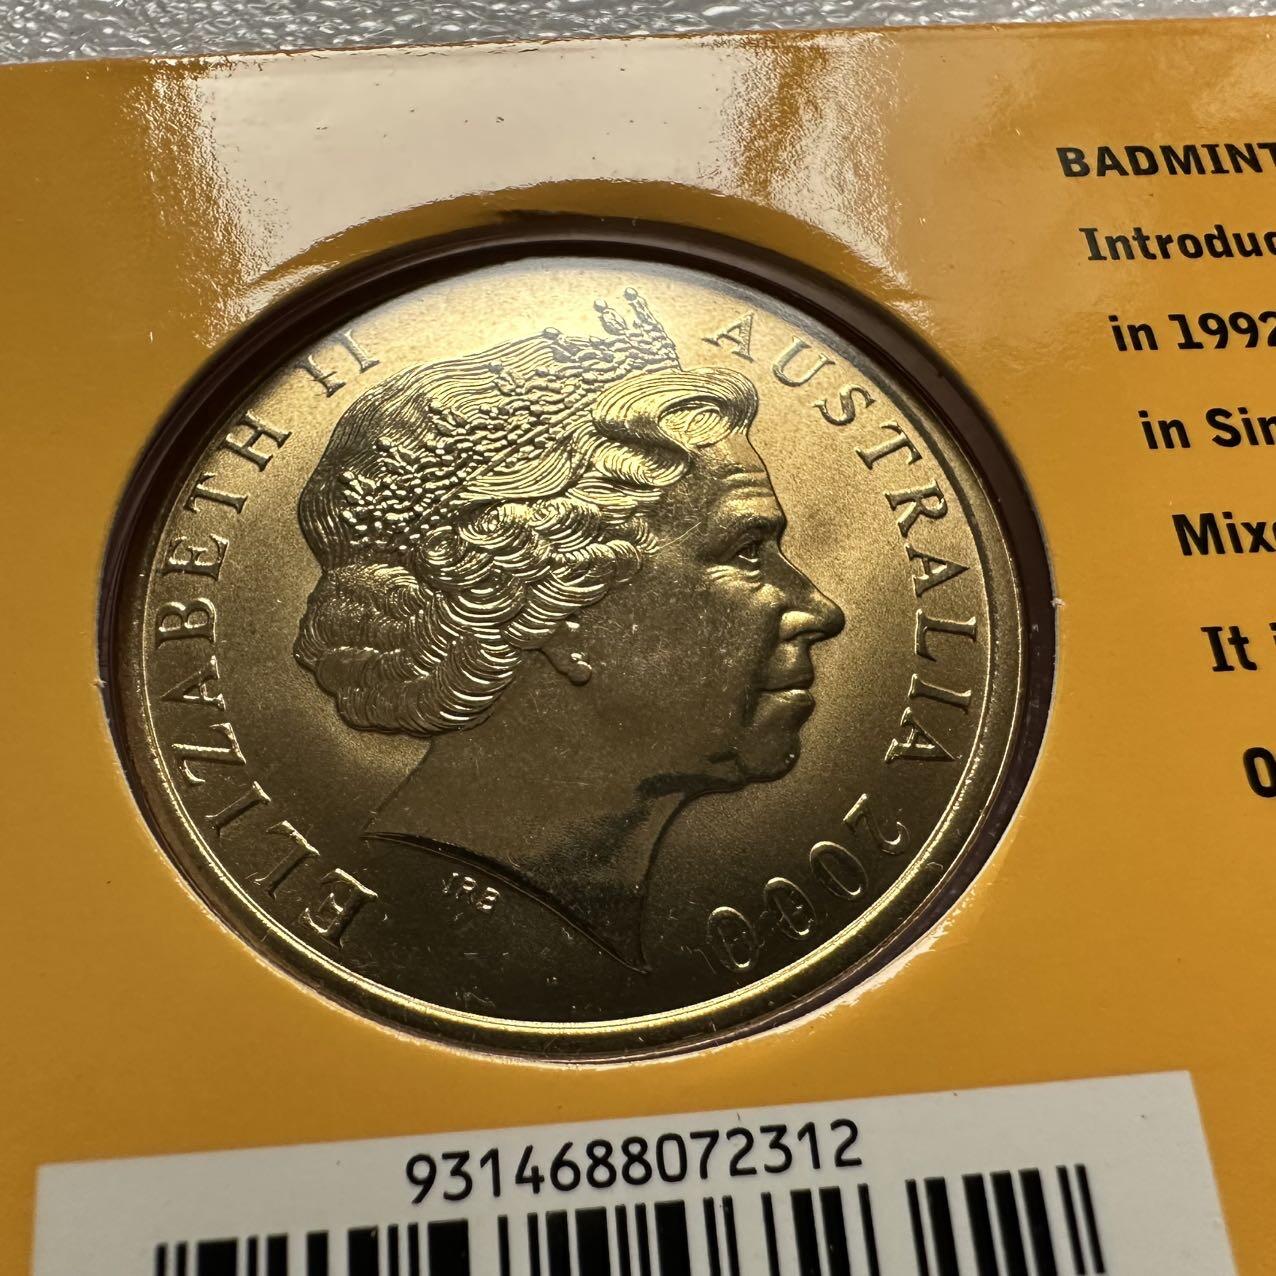 ELIZABETH II AUSTRALIA 2000
IRB
BADMINT
Introduc
in 1992
in Sin
Mixe
It i
O
9314688072312